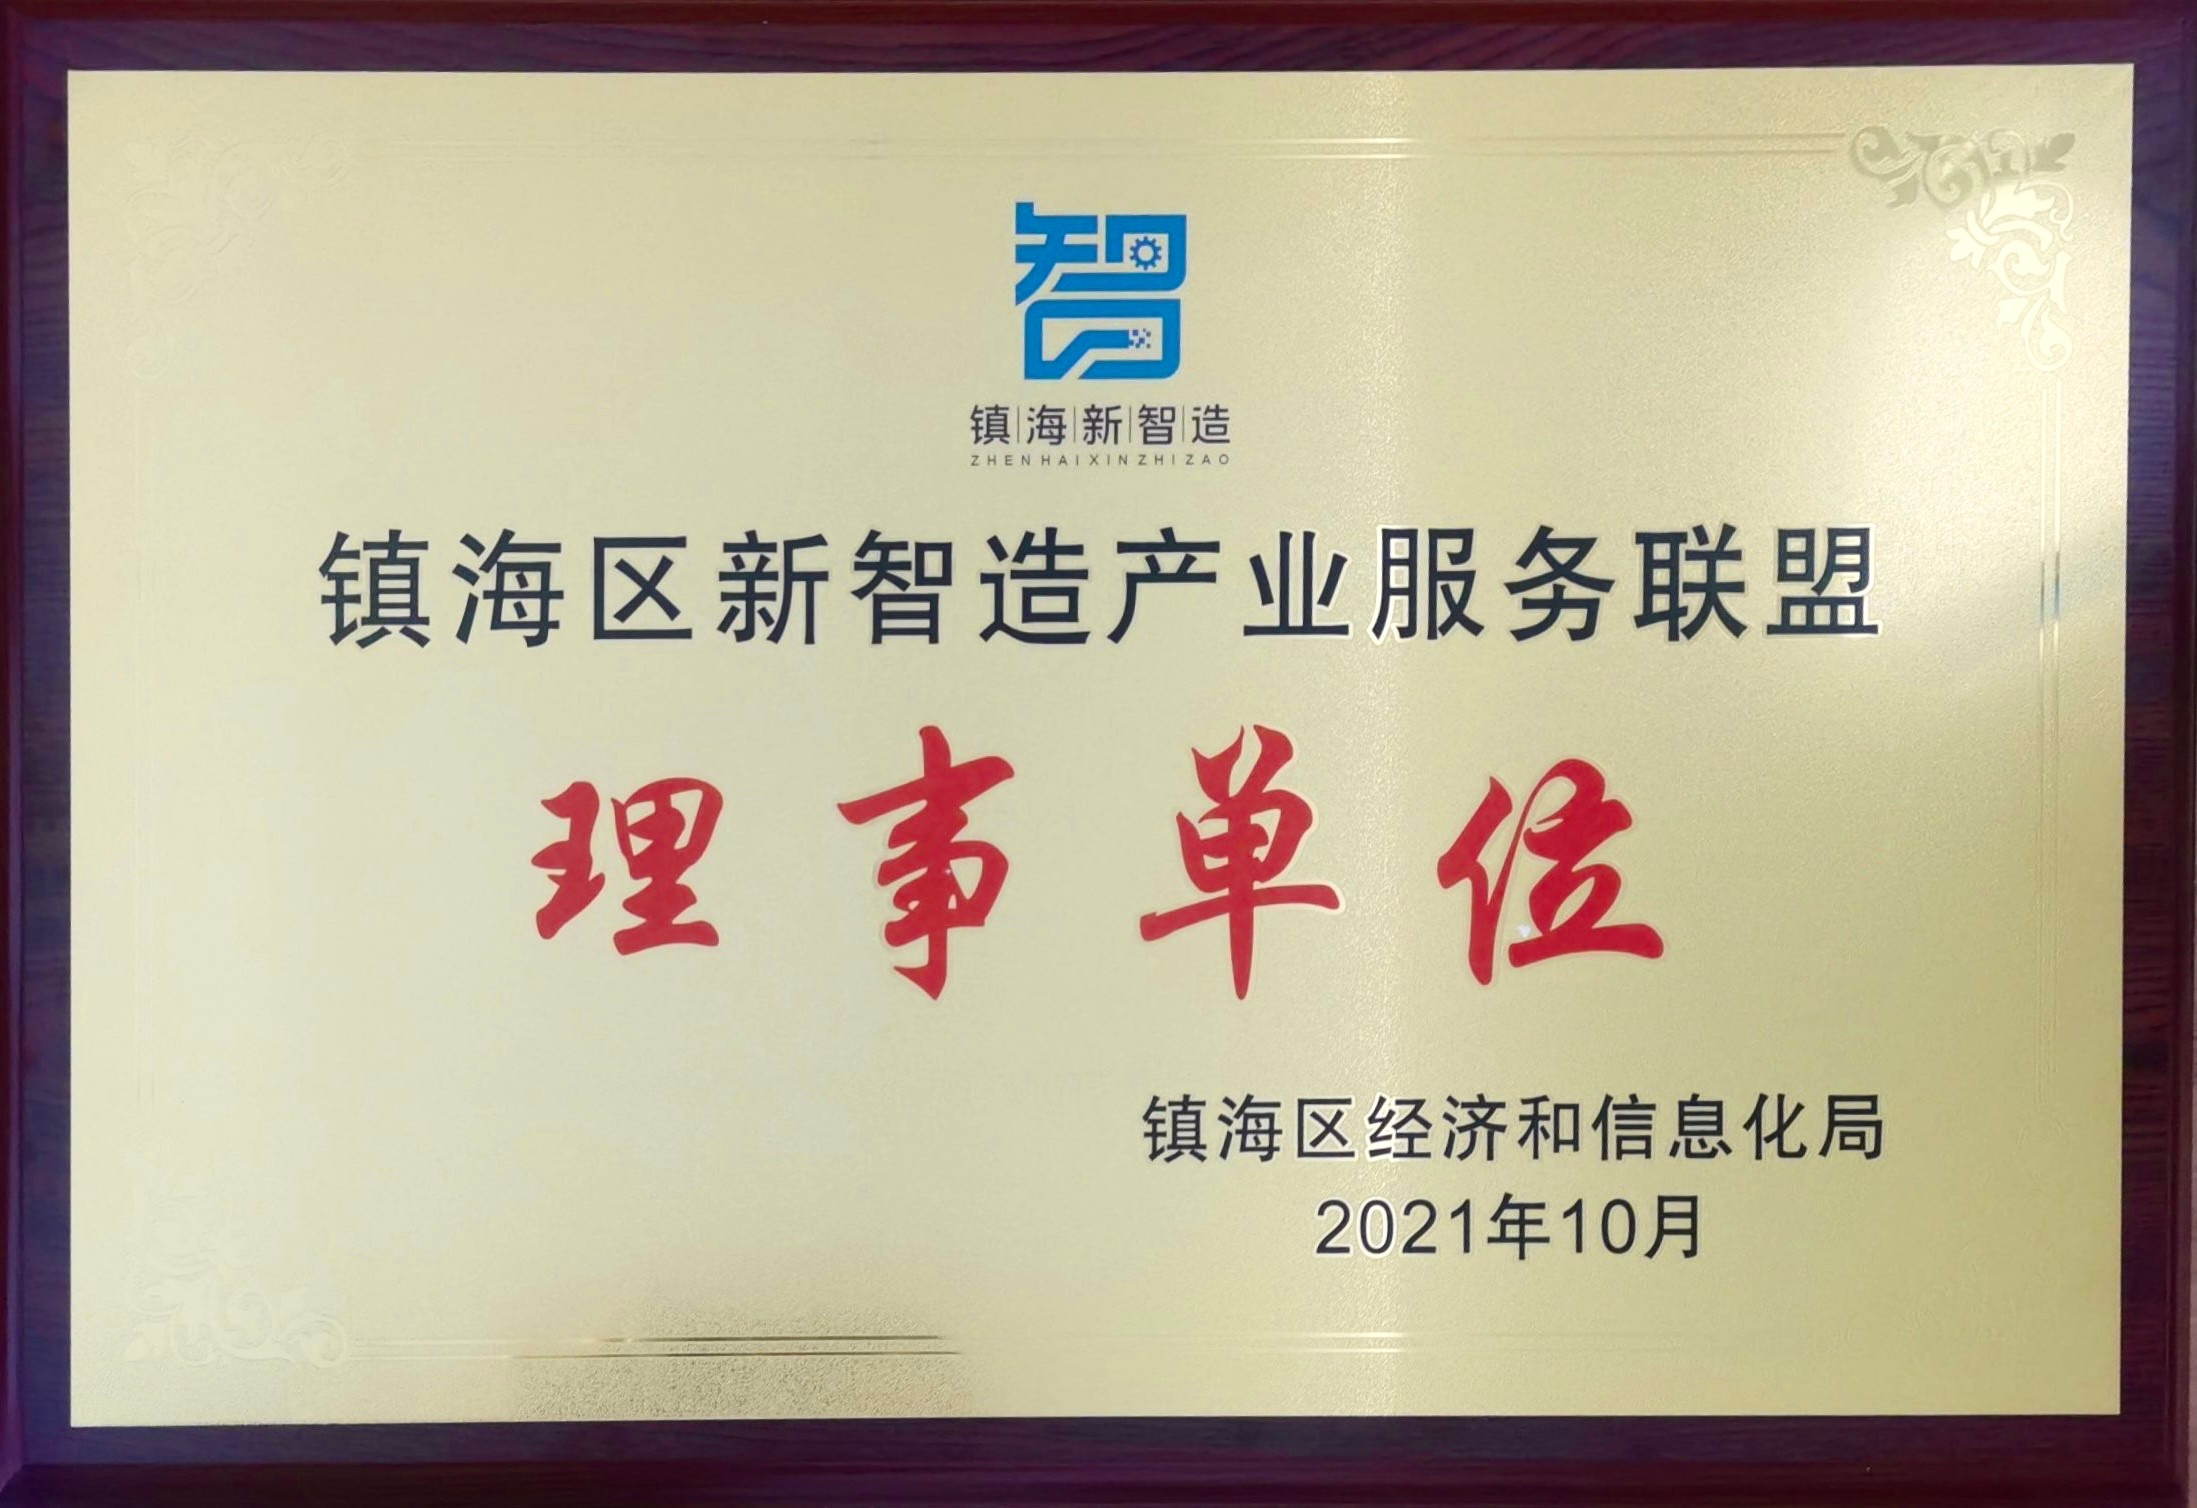 智
镇海新智造
ZHENHAIXINZHIZAO
镇海区新智造产业服务联盟
理事单位
镇海区经济和信息化局
2021年10月